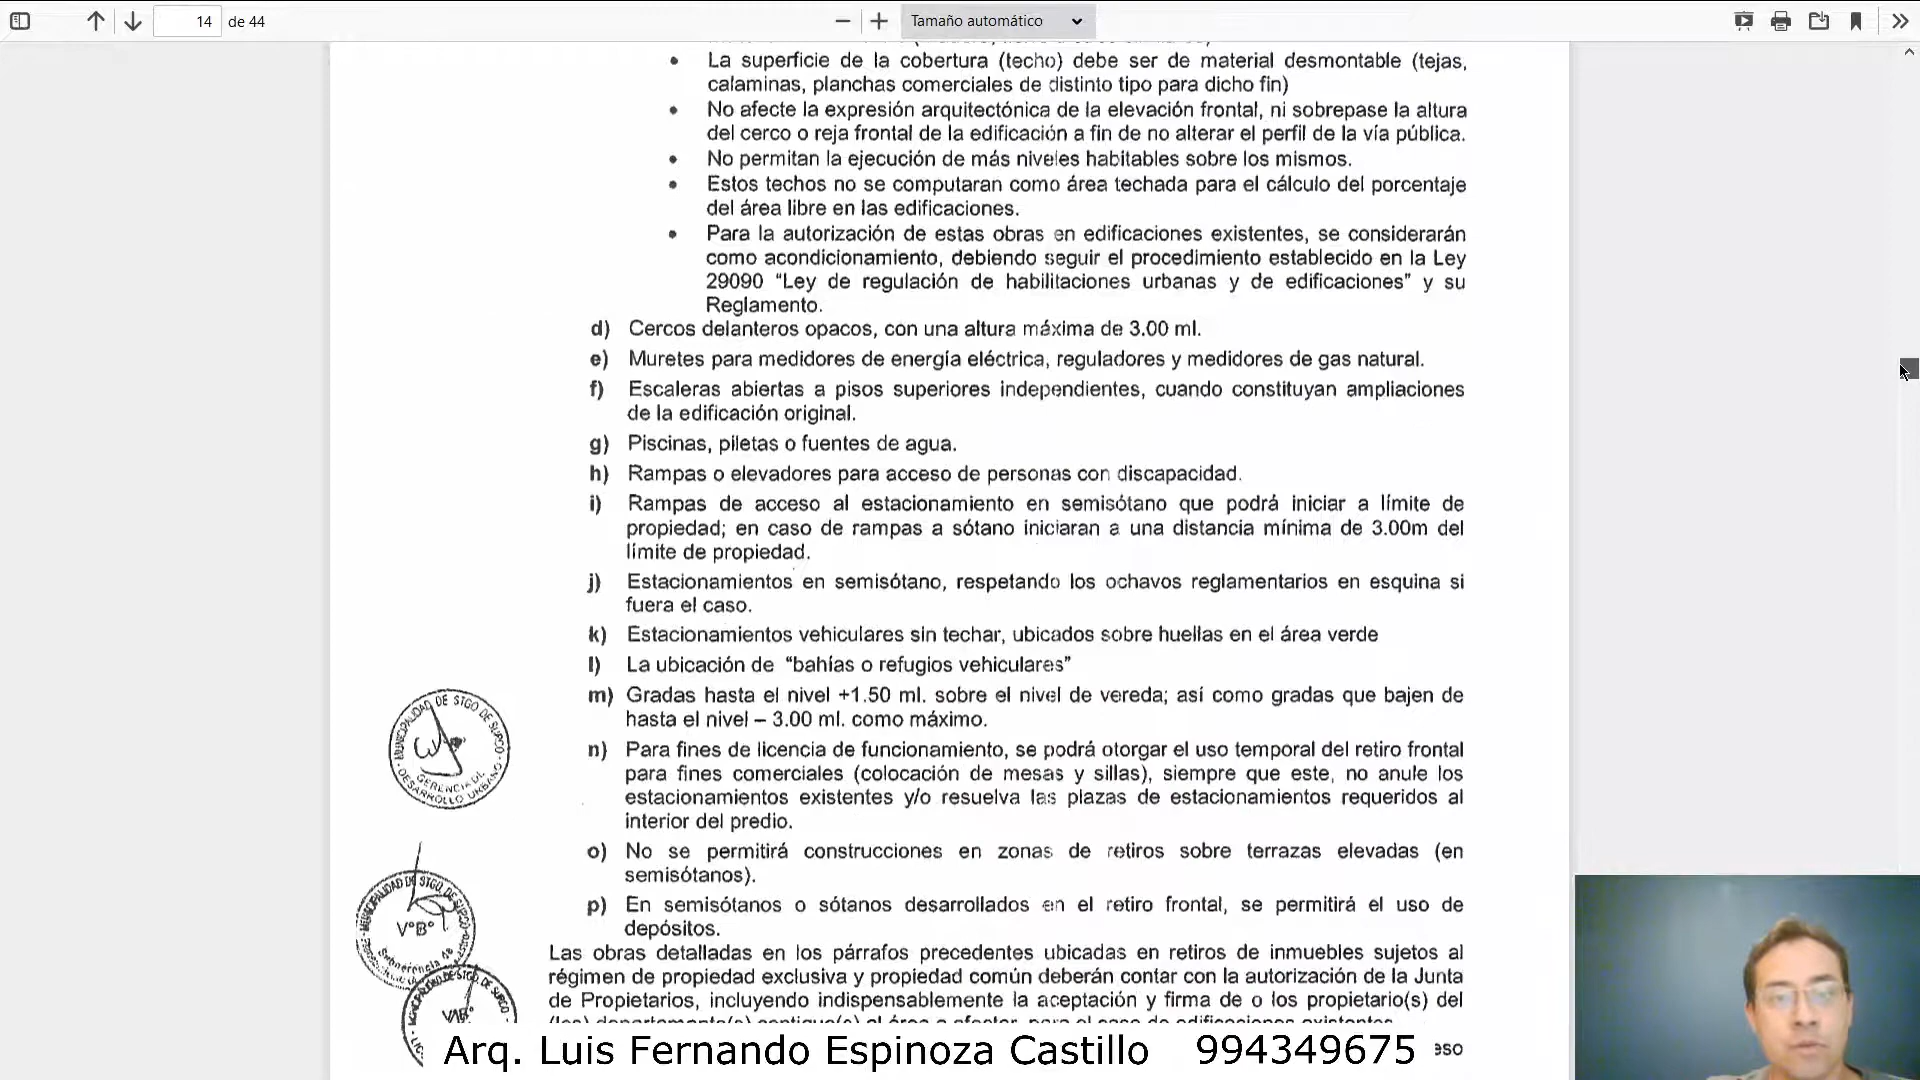 14 de 44
Tamaño automático
La superficie de la cobertura (techo) debe ser de material desmontable (tejas,
calaminas, planchas comerciales de distinto tipo para dicho fin)
No afecte la expresión arquitectónica de la elevación frontal, ni sobrepase la altura
del cerco o reja frontal de la edificación a fin de no alterar el perfil de la vía pública.
No permitan la ejecución de más niveles habitables sobre los mismos.
Estos techos no se computaran como área techada para el cálculo del porcentaje
del área libre en las edificaciones.
Para la autorización de estas obras en edificaciones existentes, se considerarán
como acondicionamiento, debiendo seguir el procedimiento establecido en la Ley
29090 “Ley de regulación de habilitaciones urbanas y de edificaciones” y su
Reglamento.
d) Cercos delanteros opacos, con una altura máxima de 3.00 ml.
e) Muretes para medidores de energía eléctrica, reguladores y medidores de gas natural.
f) Escaleras abiertas a pisos superiores independientes, cuando constituyan ampliaciones
de la edificación original.
g) Piscinas, piletas o fuentes de agua.
h) Rampas o elevadores para acceso de personas con discapacidad.
i) Rampas de acceso al estacionamiento en semisótano que podrá iniciar a límite de
propiedad; en caso de rampas a sótano iniciaran a una distancia mínima de 3.00m del
límite de propiedad.
j) Estacionamientos en semisótano, respetando los ochavos reglamentarios en esquina si
fuera el caso.
k) Estacionamientos vehiculares sin techar, ubicados sobre huellas en el área verde
l) La ubicación de “bahías o refugios vehiculares”
m) Gradas hasta el nivel +1.50 ml. sobre el nivel de vereda; así como gradas que bajen de
hasta el nivel – 3.00 ml. como máximo.
n) Para fines de licencia de funcionamiento, se podrá otorgar el uso temporal del retiro frontal
para fines comerciales (colocación de mesas y sillas), siempre que este, no anule los
estacionamientos existentes y/o resuelva las plazas de estacionamientos requeridos al
interior del predio.
o) No se permitirá construcciones en zonas de retiros sobre terrazas elevadas (en
semisótanos).
p) En semisótanos o sótanos desarrollados en el retiro frontal, se permitirá el uso de
depósitos.
Las obras detalladas en los párrafos precedentes ubicadas en retiros de inmuebles sujetos al
régimen de propiedad exclusiva y propiedad común deberán contar con la autorización de la Junta
de Propietarios, incluyendo indispensablemente la aceptación y firma de o los propietario(s) del
MUNICIPALIDAD DE STGO. DE SURCO
GERENCIA DE
DESARROLLO URBANO
V°B°
Arq. Luis Fernando Espinoza Castillo 994349675